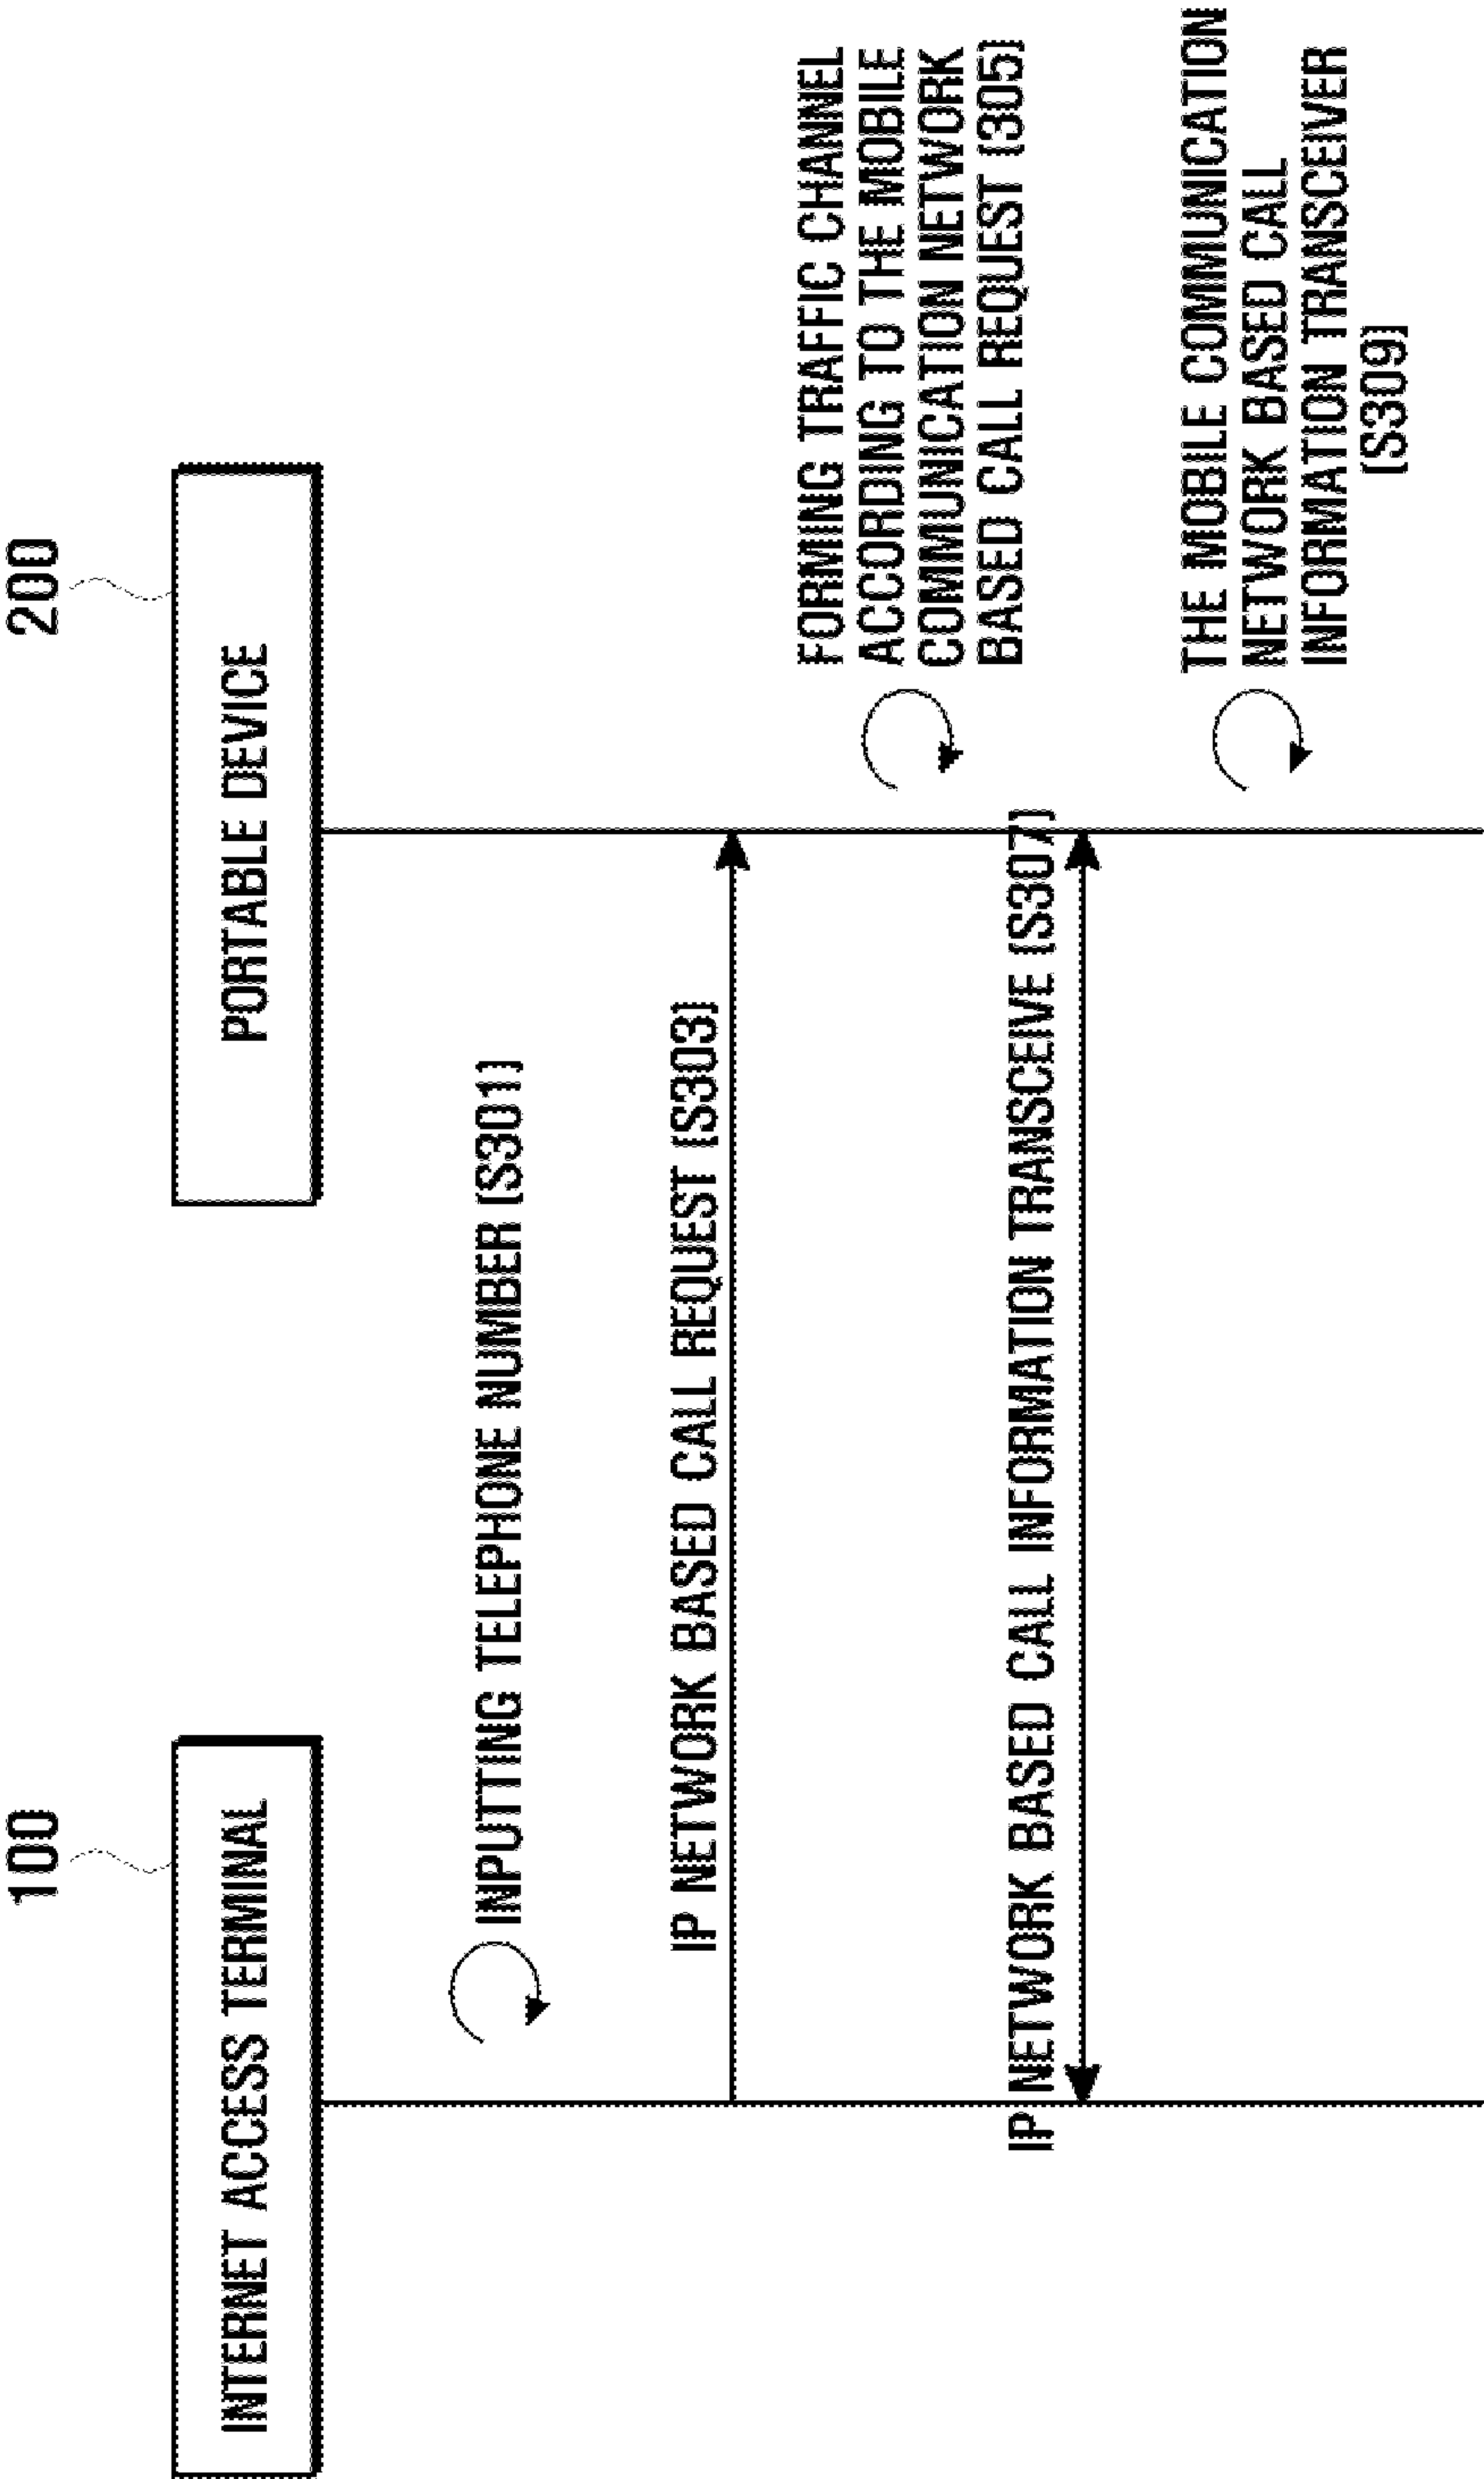 100
200
INTERNET ACCESS TERMINAL
PORTABLE DEVICE
INPUTTING TELEPHONE NUMBER (S301)
IP NETWORK BASED CALL REQUEST (S303)
FORMING TRAFFIC CHANNEL
ACCORDING TO THE MOBILE
COMMUNICATION NETWORK
BASED CALL REQUEST (305)
IP NETWORK BASED CALL INFORMATION TRANSCEIVE (S307)
THE MOBILE COMMUNICATION
NETWORK BASED CALL
INFORMATION TRANSCEIVER
(S309)